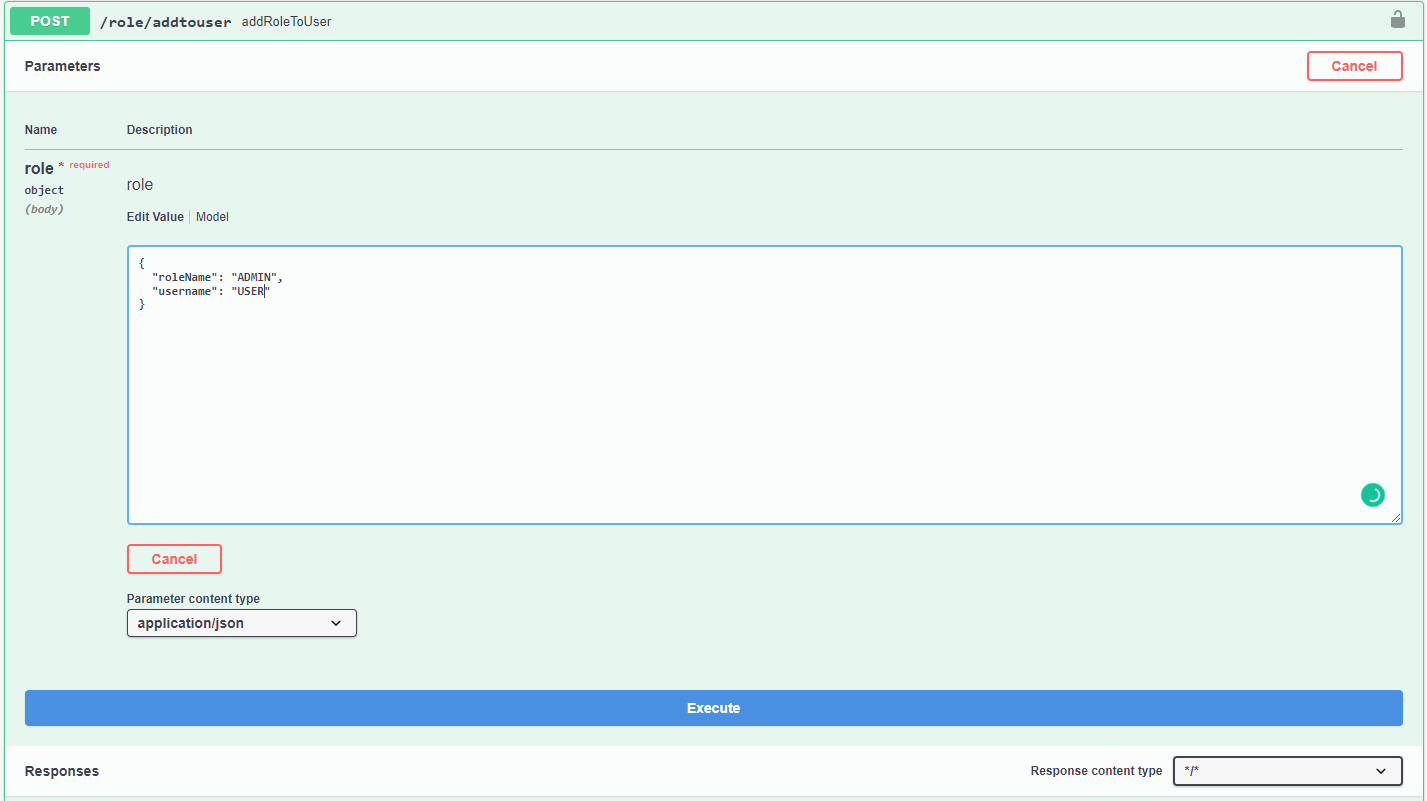 POST /role/addtouser addRoleToUser
Parameters Cancel
Name Description
role * required
object
(body)
role
Edit Value Model
{
"roleName": "ADMIN",
"username": "USER"
}
Cancel
Parameter content type
application/json
Execute
Responses Response content type */*